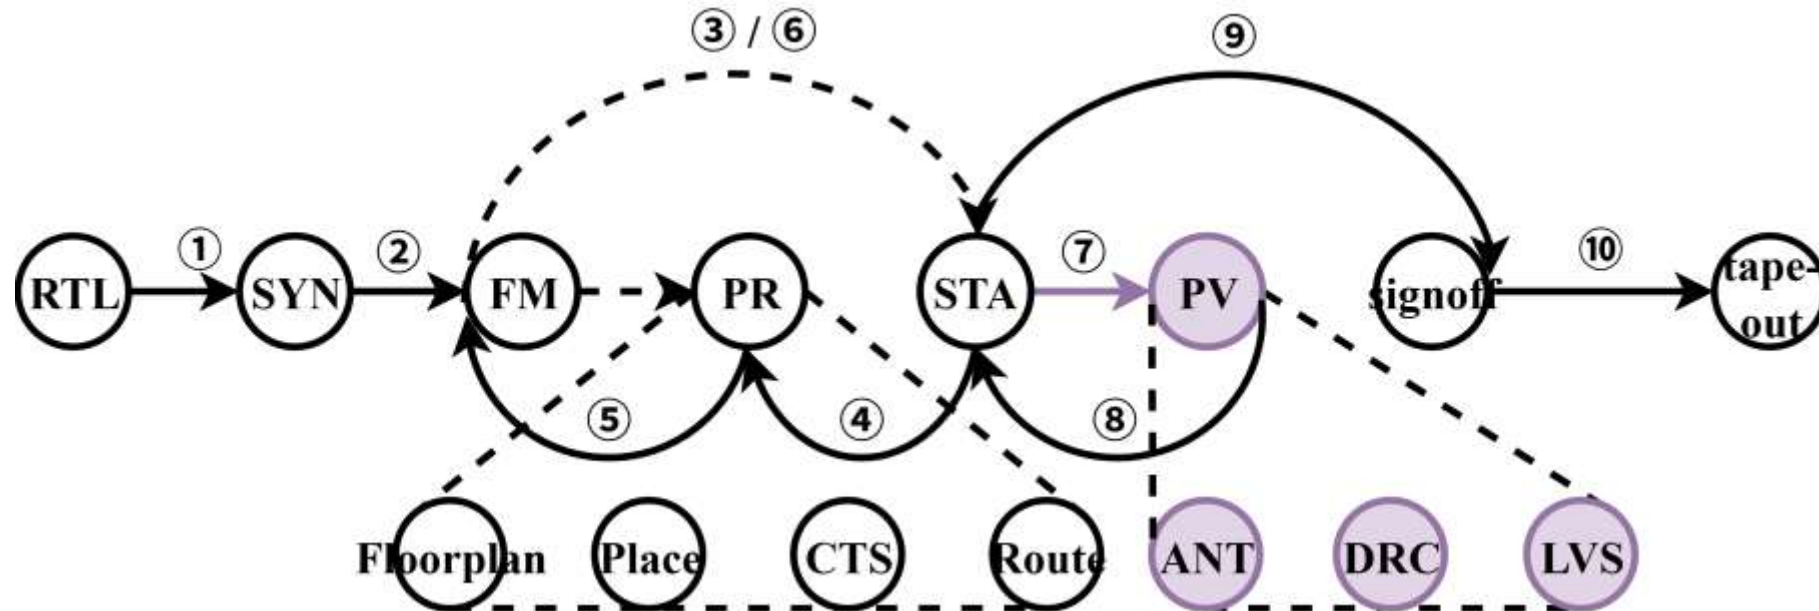 ③ / ⑥
⑨
①
②
⑦
⑩
RTL
SYN
FM
PR
STA
PV
signoff
tape-
out
⑤
④
⑧
Floorplan
Place
CTS
Route
ANT
DRC
LVS